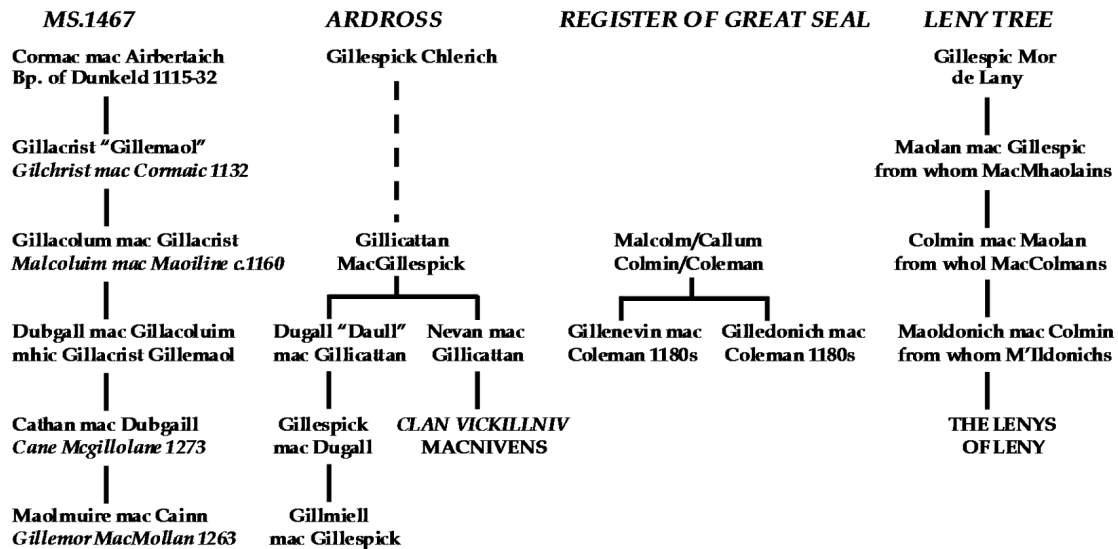 MS.1467
ARDROSS
REGISTER OF GREAT SEAL
LENY TREE
Cormac mac Airbertaich
Bp. of Dunkeld 1115-32
Gillespick Chlerich
Gillespic Mor
de Lany
Gillacrist "Gillemaol"
Gilchrist mac Cormaic 1132
Maolan mac Gillespic
from whom MacMhaolains
Gillacolum mac Gillacrist
Malcoluim mac Maoiline c.1160
Gillicattan
MacGillespick
Malcolm/Callum
Colmin/Coleman
Colmin mac Maolan
from whol MacColmans
Dubgall mac Gillacoluim
mhic Gillacrist Gillemaol
Dugall "Daull"
mac Gillicattan
Nevan mac
Gillicattan
Gillenevin mac
Coleman 1180s
Gilledonich mac
Coleman 1180s
Maoldonich mac Colmin
from whom M'Ildonichs
Cathan mac Dubgaill
Cane Mcgillolane 1273
Gillespick
mac Dugall
CLAN VICKILLNIV
MACNIVENS
THE LENYS
OF LENY
Maolmuire mac Cainn
Gillemor MacMollan 1263
Gillmiell
mac Gillespick